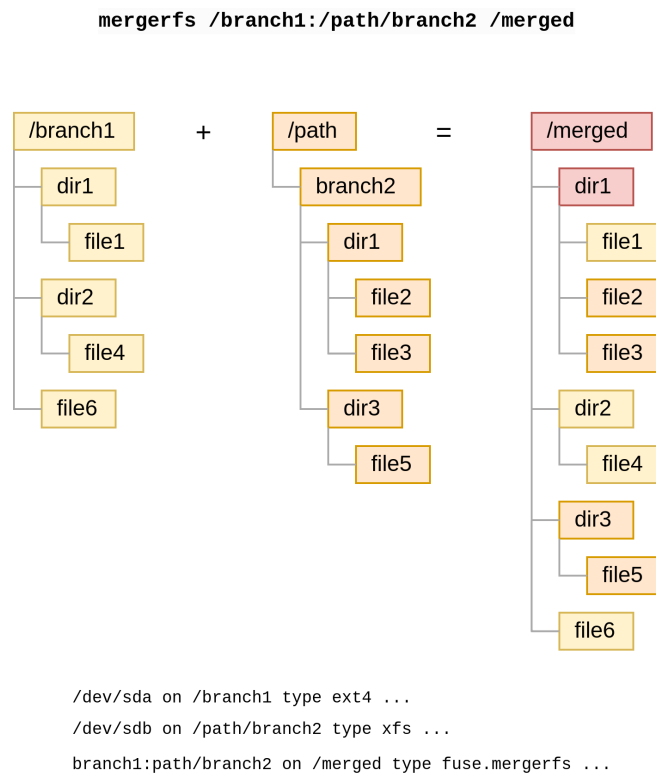 mergerfs /branch1:/path/branch2 /merged
/branch1 + /path = /merged
dir1 branch2 dir1
file1 dir1 file1
dir2 file2 file2
file4 file3 file3
file6 dir3 dir2
file5 file4
dir3
file5
file6
/dev/sda on /branch1 type ext4 ...
/dev/sdb on /path/branch2 type xfs ...
branch1:path/branch2 on /merged type fuse.mergerfs ...